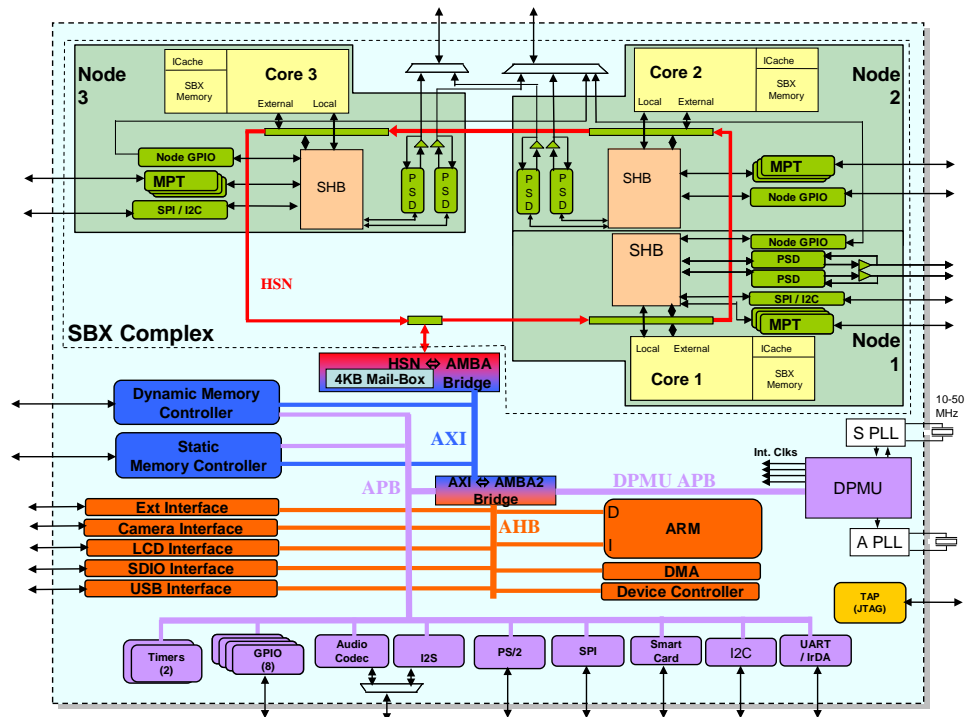 Node
3
ICache
SBX
Memory
Core 3
External
Local
Node GPIO
MPT
SPI / I2C
SHB
P
S
D
P
S
D
P
S
D
P
S
D
Core 2
ICache
SBX
Memory
Local
External
Node
2
SHB
MPT
Node GPIO
SHB
Node GPIO
PSD
PSD
SPI / I2C
MPT
Local
External
ICache
Core 1
SBX
Memory
Node
1
HSN
SBX Complex
HSN ⇔ AMBA
4KB Mail-Box
Bridge
Dynamic Memory
Controller
Static
Memory Controller
AXI
APB
AXI ⇔ AMBA2
Bridge
DPMU APB
10-50
MHz
S PLL
Int. Clks
DPMU
A PLL
Ext Interface
Camera Interface
LCD Interface
SDIO Interface
USB Interface
AHB
D
I
ARM
DMA
Device Controller
TAP
(JTAG)
Timers
(2)
GPIO
(8)
Audio
Codec
I2S
PS/2
SPI
Smart
Card
I2C
UART
/ IrDA